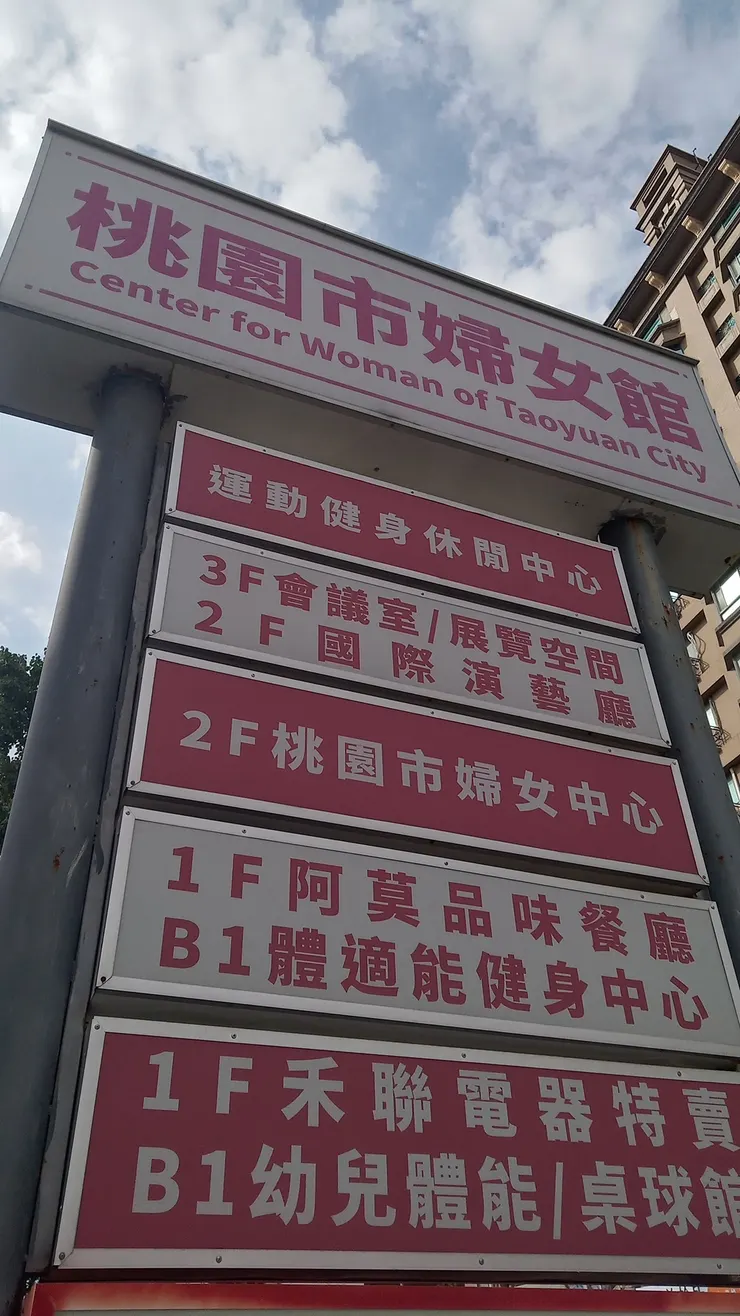 桃園市婦女館
Center for Woman of Taoyuan City
運動健身休閒中心
3F會議室/展覽空間
2F國際演藝廳
2F桃園市婦女中心
1F阿莫品味餐廳
B1體適能健身中心
1F禾聯電器特賣
B1幼兒體能/桌球館